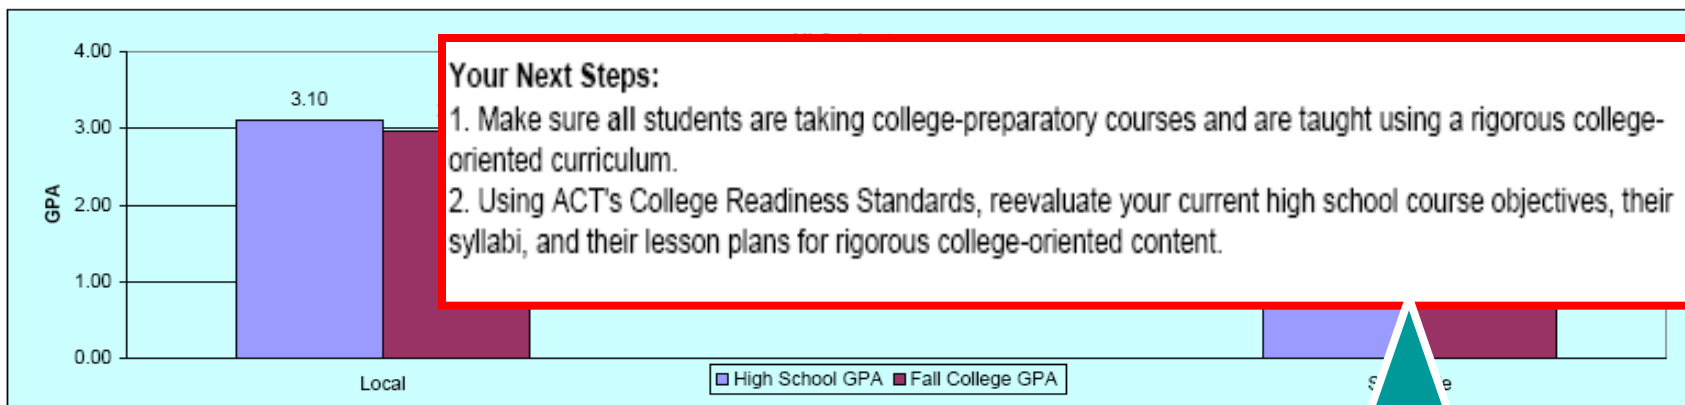 4.00
3.00
2.00
1.00
0.00
GPA
3.10
Your Next Steps:
1. Make sure all students are taking college-preparatory courses and are taught using a rigorous college-
oriented curriculum.
2. Using ACT's College Readiness Standards, reevaluate your current high school course objectives, their
syllabi, and their lesson plans for rigorous college-oriented content.
Local
High School GPA Fall College GPA